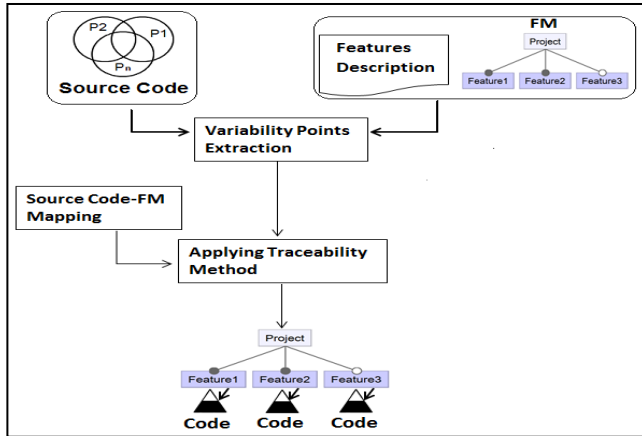 P2
P1
Pn
Source Code
FM
Features
Description
Project
Feature1 Feature2 Feature3
Variability Points
Extraction
Source Code-FM
Mapping
Applying Traceability
Method
Project
Feature1 Feature2 Feature3
Code Code Code